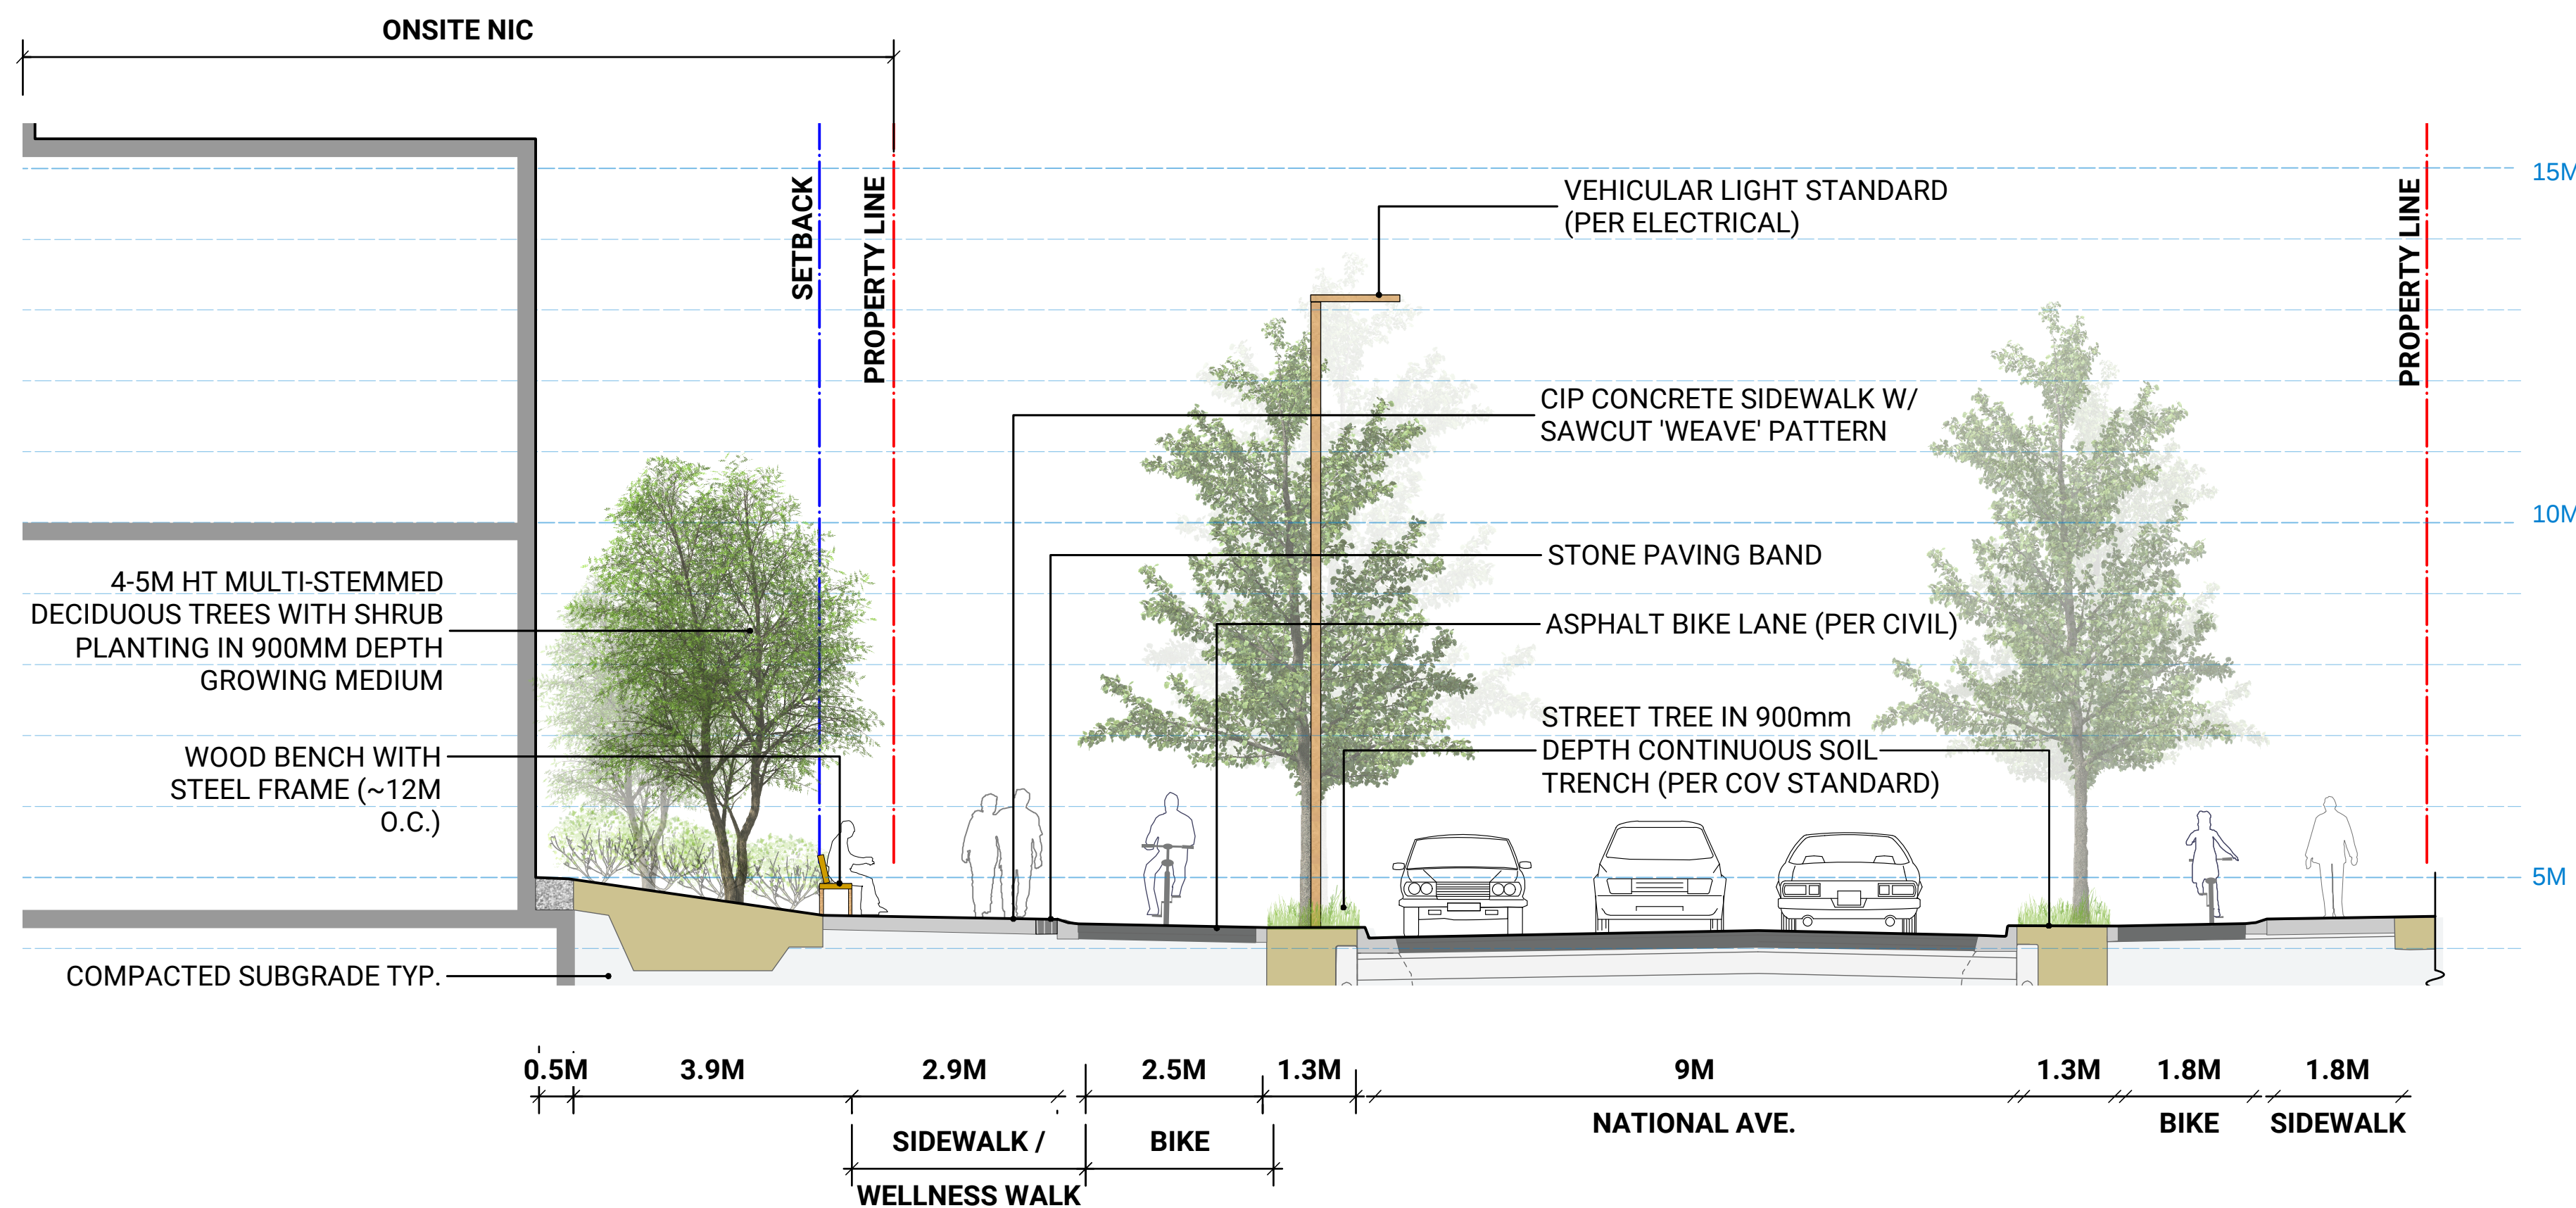 ONSITE NIC
SETBACK
PROPERTY LINE
PROPERTY LINE
15M
VEHICULAR LIGHT STANDARD
(PER ELECTRICAL)
CIP CONCRETE SIDEWALK W/
SAWCUT 'WEAVE' PATTERN
10M
STONE PAVING BAND
4-5M HT MULTI-STEMMED
DECIDUOUS TREES WITH SHRUB
PLANTING IN 900MM DEPTH
GROWING MEDIUM
ASPHALT BIKE LANE (PER CIVIL)
STREET TREE IN 900mm
DEPTH CONTINUOUS SOIL
TRENCH (PER COV STANDARD)
WOOD BENCH WITH
STEEL FRAME (~12M
O.C.)
5M
COMPACTED SUBGRADE TYP.
0.5M 3.9M 2.9M 2.5M 1.3M 9M 1.3M 1.8M 1.8M
NATIONAL AVE. BIKE SIDEWALK
SIDEWALK / BIKE
WELLNESS WALK